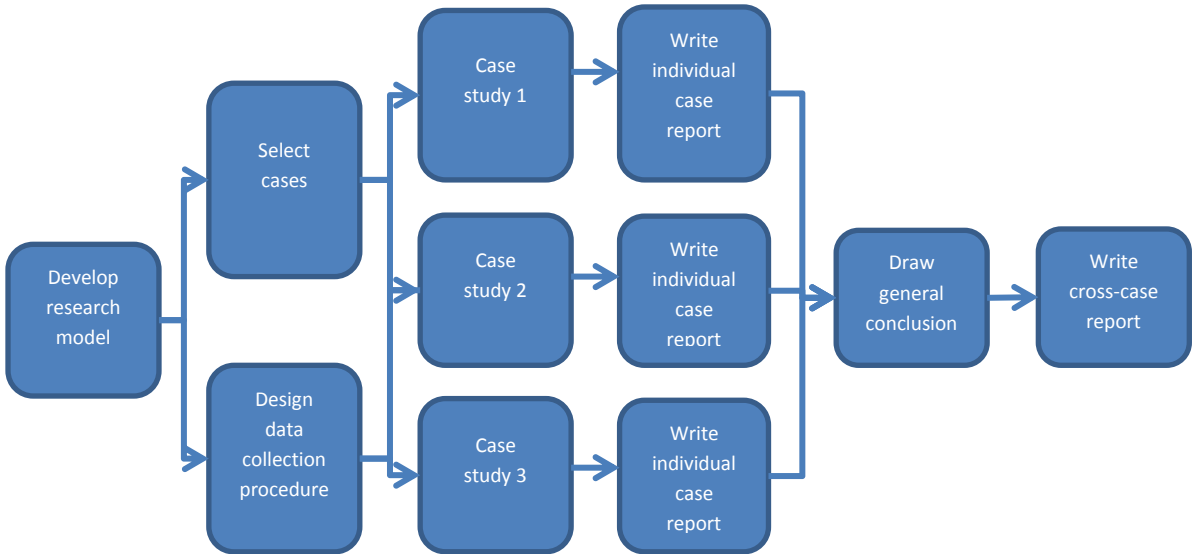 Develop
research
model
Select
cases
Design
data
collection
procedure
Case
study 1
Write
individual
case
report
Case
study 2
Write
individual
case
report
Case
study 3
Write
individual
case
report
Draw
general
conclusion
Write
cross-case
report